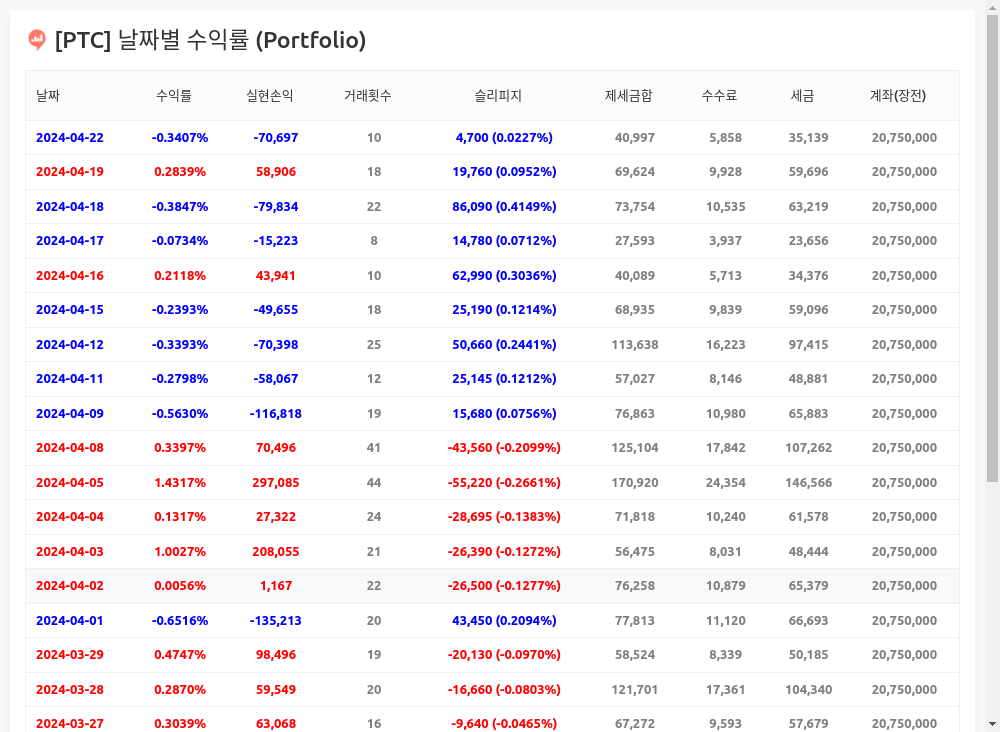 [PTC] 날짜별 수익률 (Portfolio)
날짜 수익률 실현손익 거래횟수 슬리피지 제세금합 수수료 세금 계좌(장전)
2024-04-22 -0.3407% -70,697 10 4,700 (0.0227%) 40,997 5,858 35,139 20,750,000
2024-04-19 0.2839% 58,906 18 19,760 (0.0952%) 69,624 9,928 59,696 20,750,000
2024-04-18 -0.3847% -79,834 22 86,090 (0.4149%) 73,754 10,535 63,219 20,750,000
2024-04-17 -0.0734% -15,223 8 14,780 (0.0712%) 27,593 3,937 23,656 20,750,000
2024-04-16 0.2118% 43,941 10 62,990 (0.3036%) 40,089 5,713 34,376 20,750,000
2024-04-15 -0.2393% -49,655 18 25,190 (0.1214%) 68,935 9,839 59,096 20,750,000
2024-04-12 -0.3393% -70,398 25 50,660 (0.2441%) 113,638 16,223 97,415 20,750,000
2024-04-11 -0.2798% -58,067 12 25,145 (0.1212%) 57,027 8,146 48,881 20,750,000
2024-04-09 -0.5630% -116,818 19 15,680 (0.0756%) 76,863 10,980 65,883 20,750,000
2024-04-08 0.3397% 70,496 41 -43,560 (-0.2099%) 125,104 17,842 107,262 20,750,000
2024-04-05 1.4317% 297,085 44 -55,220 (-0.2661%) 170,920 24,354 146,566 20,750,000
2024-04-04 0.1317% 27,322 24 -28,695 (-0.1383%) 71,818 10,240 61,578 20,750,000
2024-04-03 1.0027% 208,055 21 -26,390 (-0.1272%) 56,475 8,031 48,444 20,750,000
2024-04-02 0.0056% 1,167 22 -26,500 (-0.1277%) 76,258 10,879 65,379 20,750,000
2024-04-01 -0.6516% -135,213 20 43,450 (0.2094%) 77,813 11,120 66,693 20,750,000
2024-03-29 0.4747% 98,496 19 -20,130 (-0.0970%) 58,524 8,339 50,185 20,750,000
2024-03-28 0.2870% 59,549 20 -16,660 (-0.0803%) 121,701 17,361 104,340 20,750,000
2024-03-27 0.3039% 63,068 16 -9,640 (-0.0465%) 67,272 9,593 57,679 20,750,000